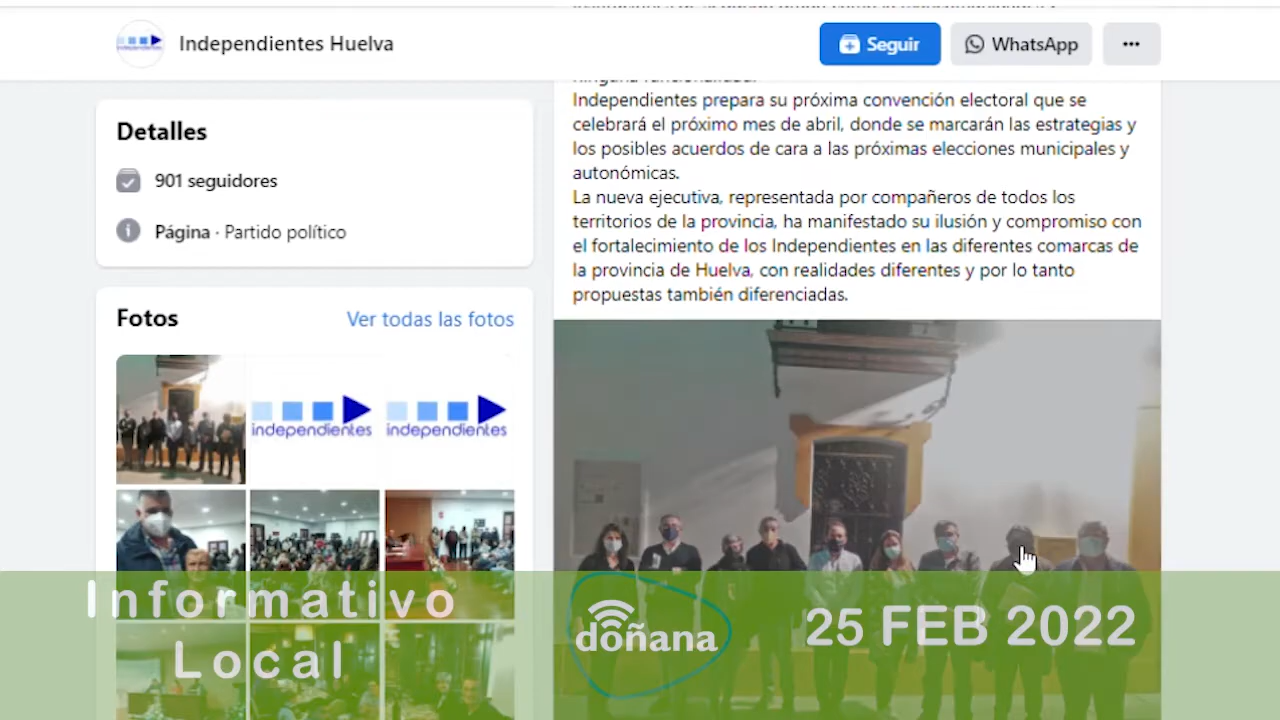 Independientes Huelva
Seguir
WhatsApp
Detalles
901 seguidores
Página · Partido político
Fotos
Ver todas las fotos
independientes
independientes
ninguna funcionalidad.
Independientes prepara su próxima convención electoral que se
celebrará el próximo mes de abril, donde se marcarán las estrategias y
los posibles acuerdos de cara a las próximas elecciones municipales y
autonómicas.
La nueva ejecutiva, representada por compañeros de todos los
territorios de la provincia, ha manifestado su ilusión y compromiso con
el fortalecimiento de los Independientes en las diferentes comarcas de
la provincia de Huelva, con realidades diferentes y por lo tanto
propuestas también diferenciadas.
Informativo
Local
doñana
25 FEB 2022